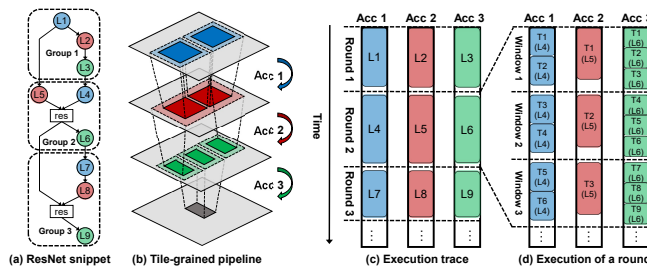 L1
L2
Group 1
L3
L5
L4
res
Group 2
L6
L7
L8
res
Group 3
L9
(a) ResNet snippet
Acc 1
Acc 2
Acc 3
(b) Tile-grained pipeline
Time
Acc 1 Acc 2 Acc 3
Round 1
L1 L2 L3
Round 2
L4 L5 L6
Round 3
L7 L8 L9
(c) Execution trace
Acc 1 Acc 2 Acc 3
Window 1
T1
(L4)
T2
(L4)
T1
(L5)
T1
(L6)
T2
(L6)
T3
(L6)
Window 2
T3
(L4)
T4
(L4)
T2
(L5)
T4
(L6)
T5
(L6)
T6
(L6)
Window 3
T5
(L4)
T6
(L4)
T3
(L5)
T7
(L6)
T8
(L6)
T9
(L6)
(d) Execution of a round